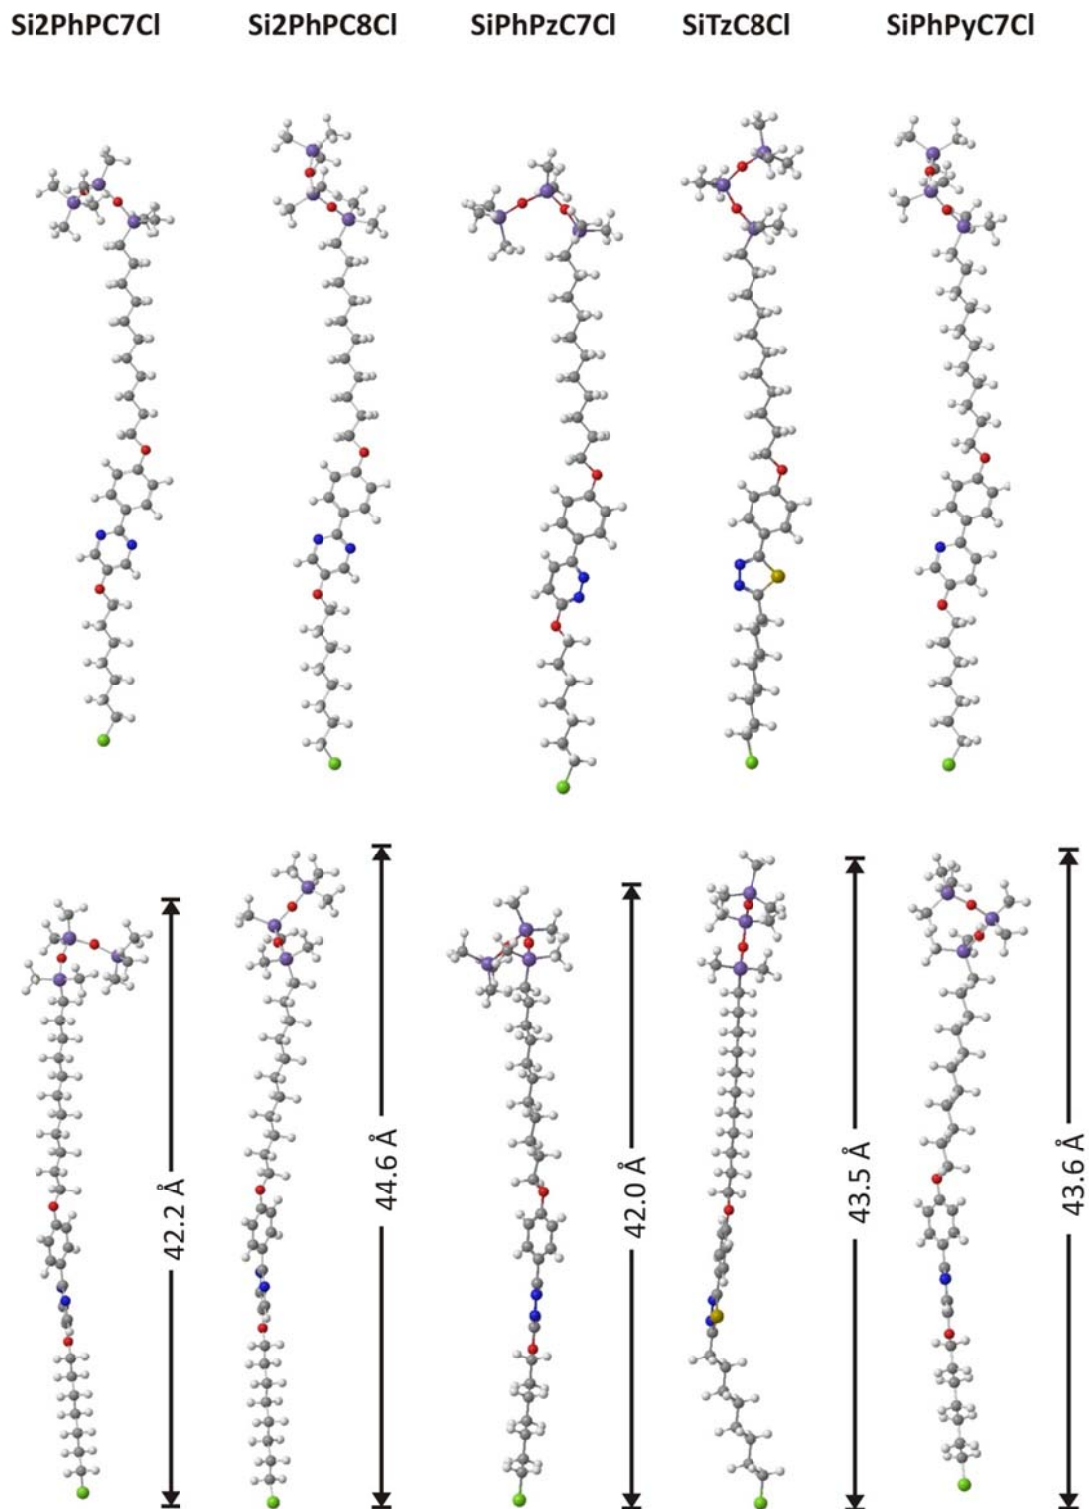 Si2PhPC7Cl Si2PhPC8Cl SiPhPzC7Cl SiTzC8Cl SiPhPyC7Cl
42.2 Å
44.6 Å
42.0 Å
43.5 Å
43.6 Å